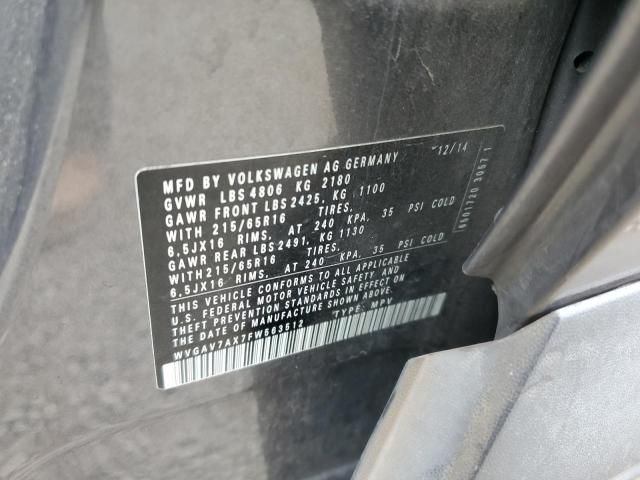 MFD BY VOLKSWAGEN AG GERMANY 12/14
GVWR LBS 4806 KG 2180
GAWR FRONT LBS 2425, KG 1100
WITH 215/65R16 TIRES,
6,5JX16 RIMS, AT 240 KPA, 35 PSI COLD
GAWR REAR LBS 2491, KG 1130
WITH 215/65R16 TIRES,
6,5JX16 RIMS, AT 240 KPA, 35 PSI COLD
THIS VEHICLE CONFORMS TO ALL APPLICABLE
U.S. FEDERAL MOTOR VEHICLE SAFETY AND
THEFT PREVENTION STANDARDS IN EFFECT ON
DATE OF MANUFACTURE SHOWN ABOVE.
WVGAV7AX7FW563512 TYPE: MPV